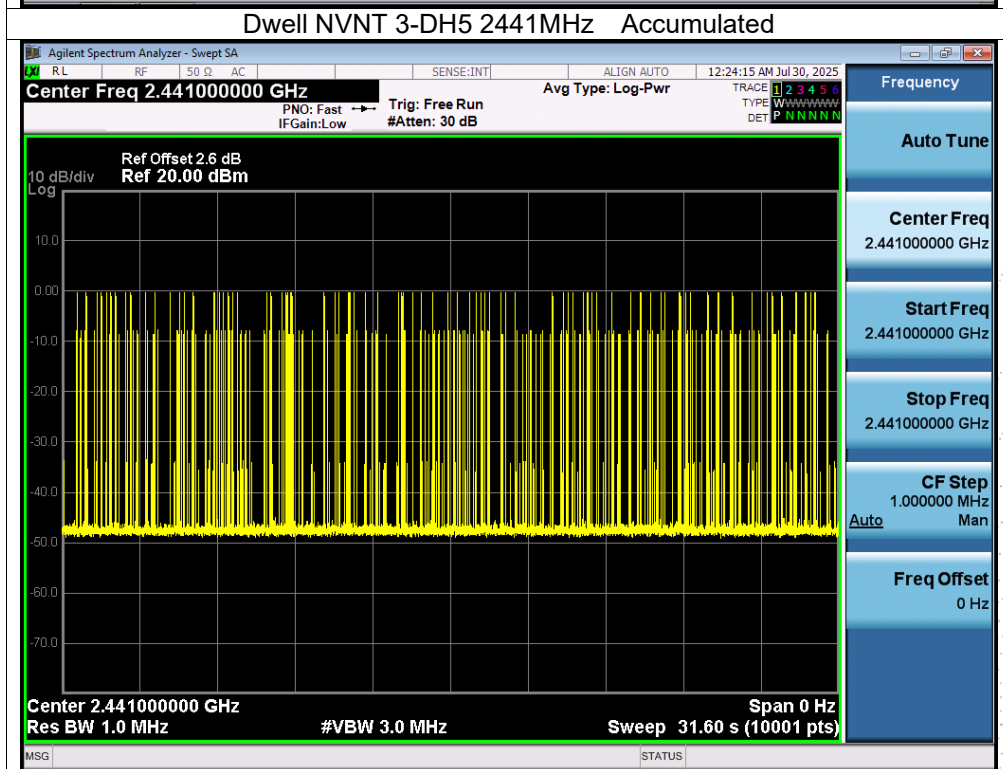 Dwell NVNT 3-DH5 2441MHz Accumulated
Agilent Spectrum Analyzer - Swept SA
LXI RL RF 50 Ω AC SENSE:INT ALIGN AUTO 12:24:15 AM Jul 30, 2025
Center Freq 2.441000000 GHz
PNO: Fast
IFGain:Low
Trig: Free Run
#Atten: 30 dB
Avg Type: Log-Pwr
TRACE 1 2 3 4 5 6
TYPE WWWWWWW
DET P N N N N N
Ref Offset 2.6 dB
10 dB/div Ref 20.00 dBm
Log
10.0
0.00
-10.0
-20.0
-30.0
-40.0
-50.0
-60.0
-70.0
Center 2.441000000 GHz Span 0 Hz
Res BW 1.0 MHz #VBW 3.0 MHz Sweep 31.60 s (10001 pts)
MSG STATUS
Frequency
Auto Tune
Center Freq
2.441000000 GHz
Start Freq
2.441000000 GHz
Stop Freq
2.441000000 GHz
CF Step
1.000000 MHz
Auto Man
Freq Offset
0 Hz